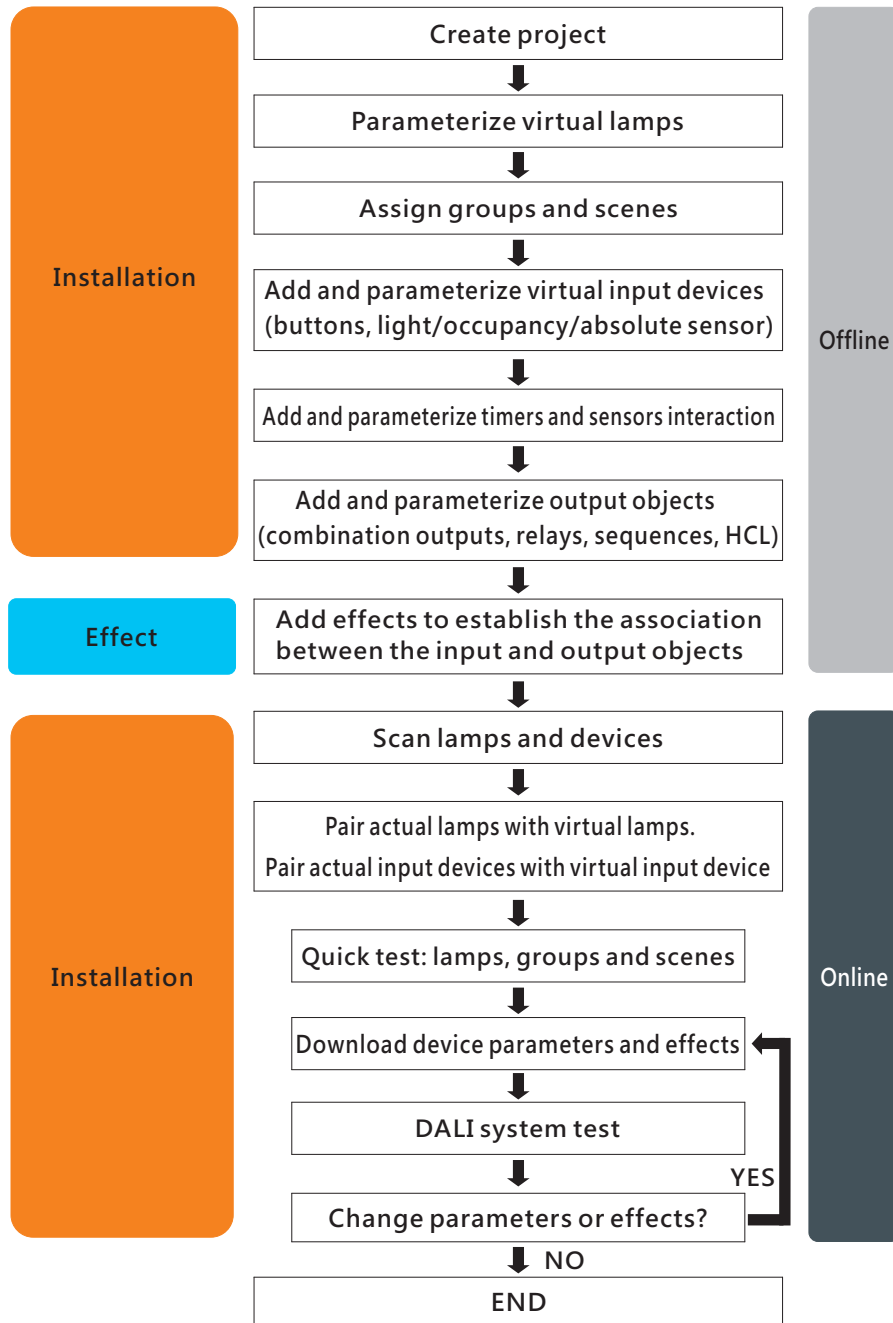 Create project
Parameterize virtual lamps
Assign groups and scenes
Installation
Add and parameterize virtual input devices
(buttons, light/occupancy/absolute sensor)
Offline
Add and parameterize timers and sensors interaction
Add and parameterize output objects
(combination outputs, relays, sequences, HCL)
Effect
Add effects to establish the association
between the input and output objects
Scan lamps and devices
Pair actual lamps with virtual lamps.
Pair actual input devices with virtual input device
Quick test: lamps, groups and scenes
Installation
Online
Download device parameters and effects
DALI system test
YES
Change parameters or effects?
NO
END